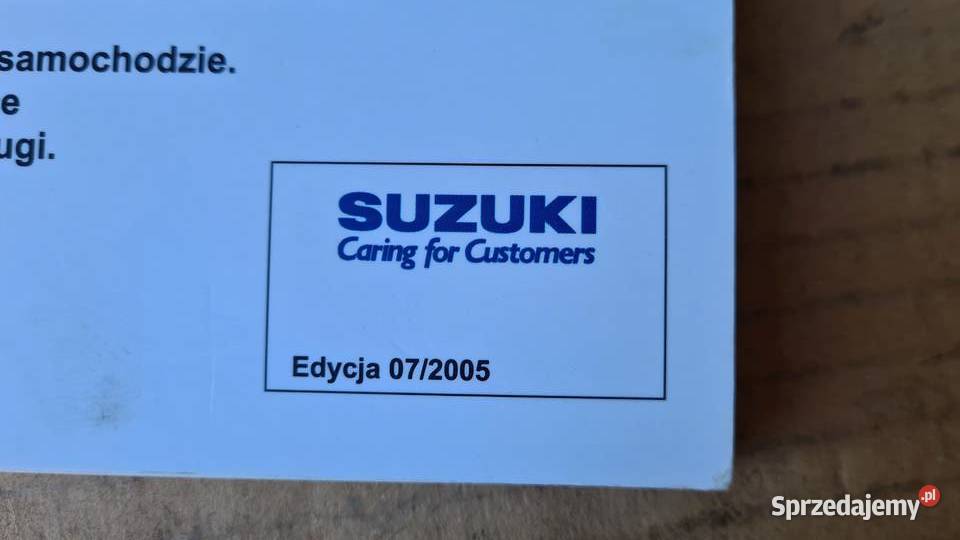 samochodzie.
e
ugi.
SUZUKI
Caring for Customers
Edycja 07/2005
Sprzedajemy.pl